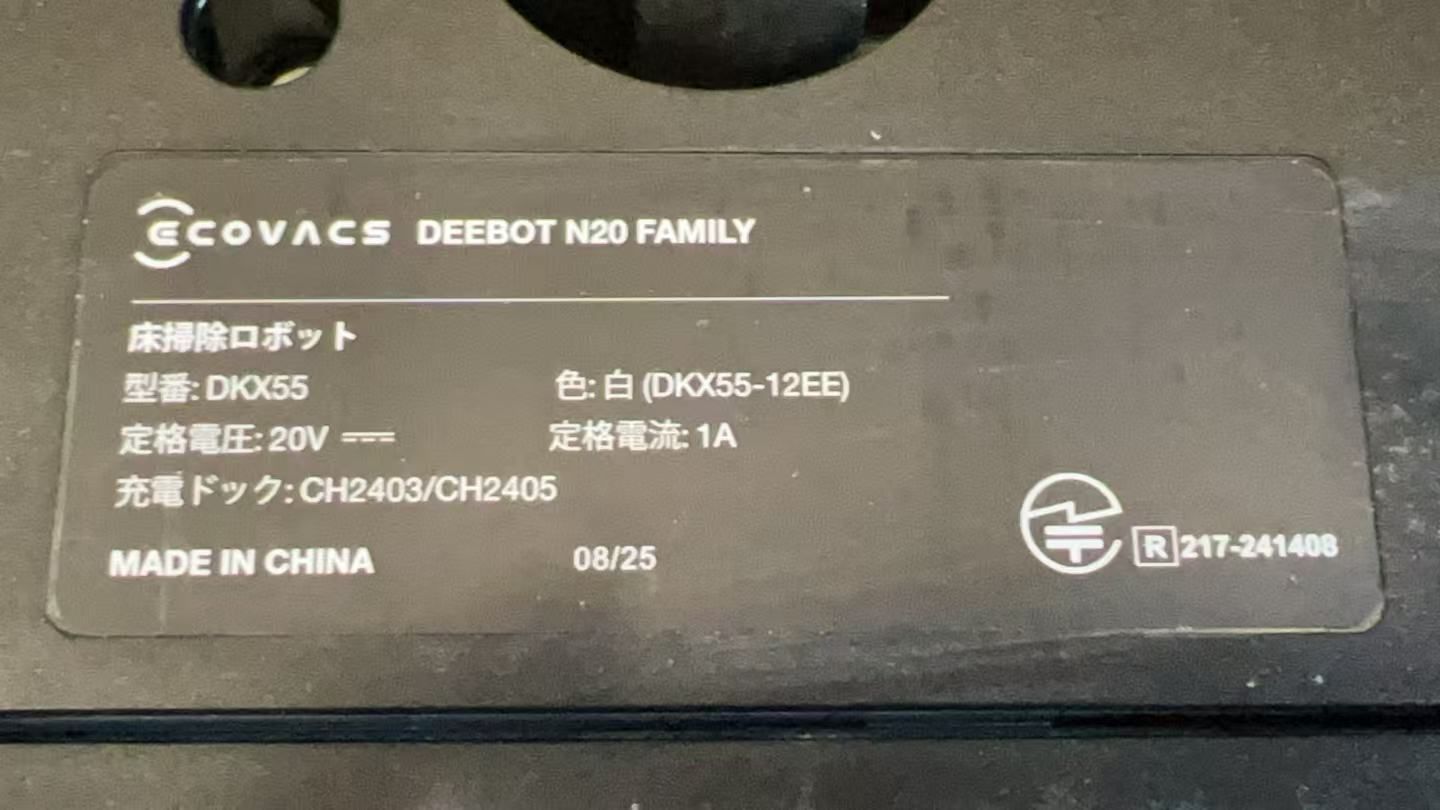 ECOVACS DEEBOT N20 FAMILY
床掃除ロボット
型番: DKX55 色: 白 (DKX55-12EE)
定格電圧: 20V ⎓ 定格電流: 1A
充電ドック: CH2403/CH2405
MADE IN CHINA 08/25
R 217-241408